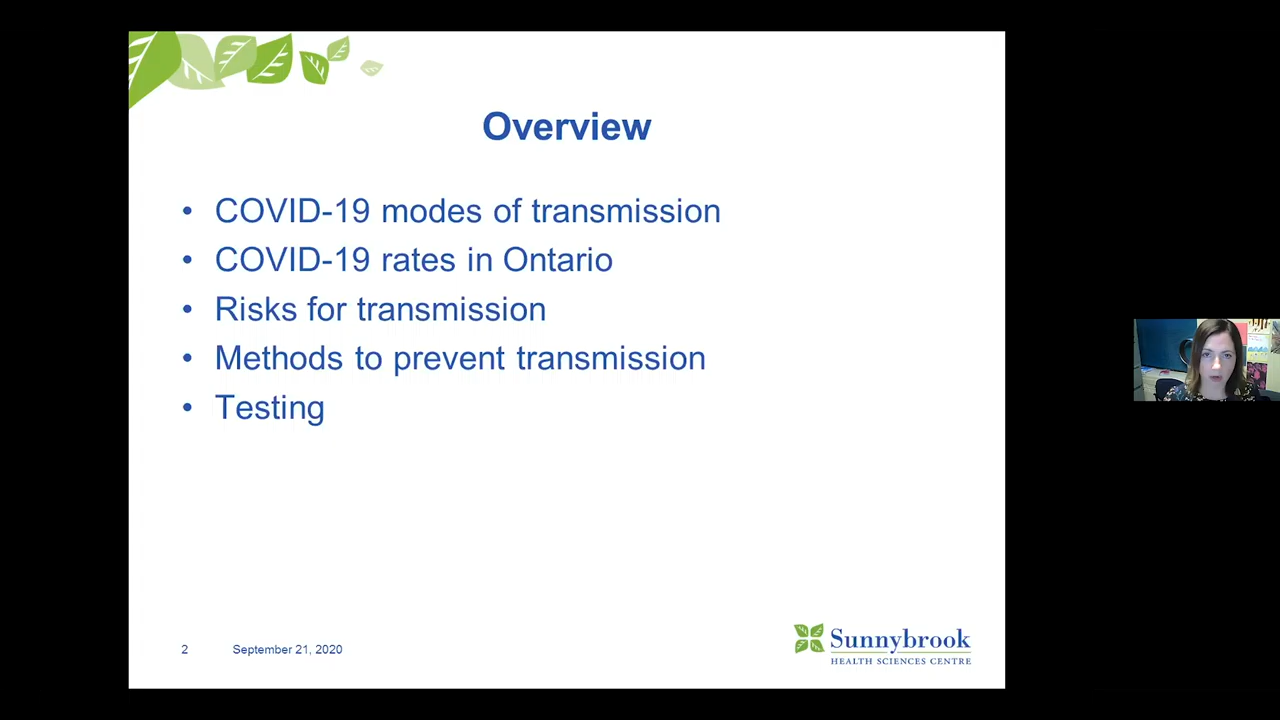 Overview
• COVID-19 modes of transmission
• COVID-19 rates in Ontario
• Risks for transmission
• Methods to prevent transmission
• Testing
2 September 21, 2020
Sunnybrook
HEALTH SCIENCES CENTRE